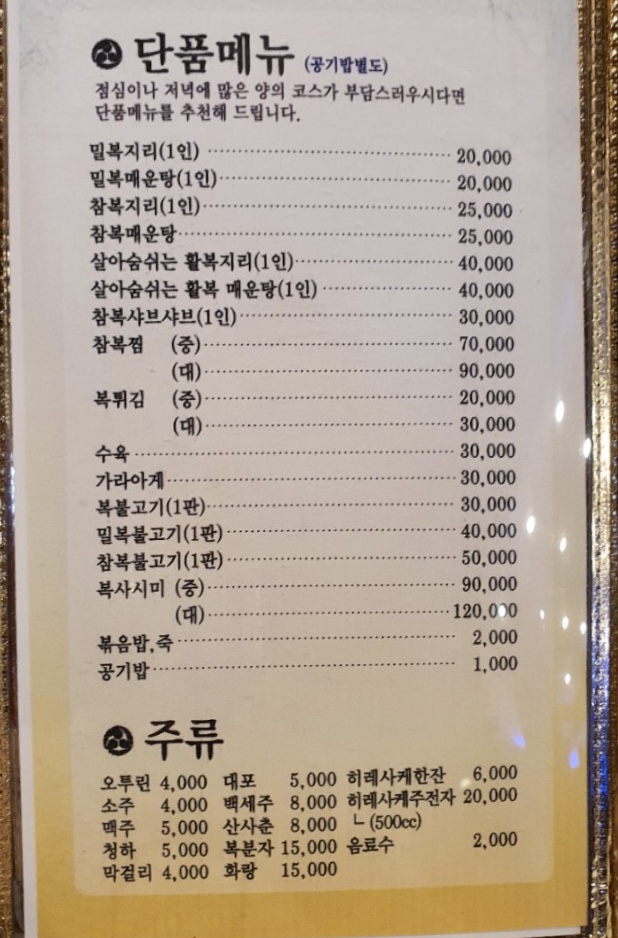 단품메뉴 (공기밥별도)
점심이나 저녁에 많은 양의 코스가 부담스러우시다면
단품메뉴를 추천해 드립니다.
밀복지리(1인) 20,000
밀복매운탕(1인) 20,000
참복지리(1인) 25,000
참복매운탕 25,000
살아숨쉬는 활복지리(1인) 40,000
살아숨쉬는 활복 매운탕(1인) 40,000
참복샤브샤브(1인) 30,000
참복찜 (중) 70,000
(대) 90,000
복튀김 (중) 20,000
(대) 30,000
수육 30,000
가라아게 30,000
복불고기(1판) 30,000
밀복불고기(1판) 40,000
참복불고기(1판) 50,000
복사시미 (중) 90,000
(대) 120,000
볶음밥,죽 2,000
공기밥 1,000
주류
오투린 4,000 대포 5,000 히레사케한잔 6,000
소주 4,000 백세주 8,000 히레사케주전자 20,000
맥주 5,000 산사춘 8,000 ㄴ(500cc)
청하 5,000 복분자 15,000 음료수 2,000
막걸리 4,000 화랑 15,000